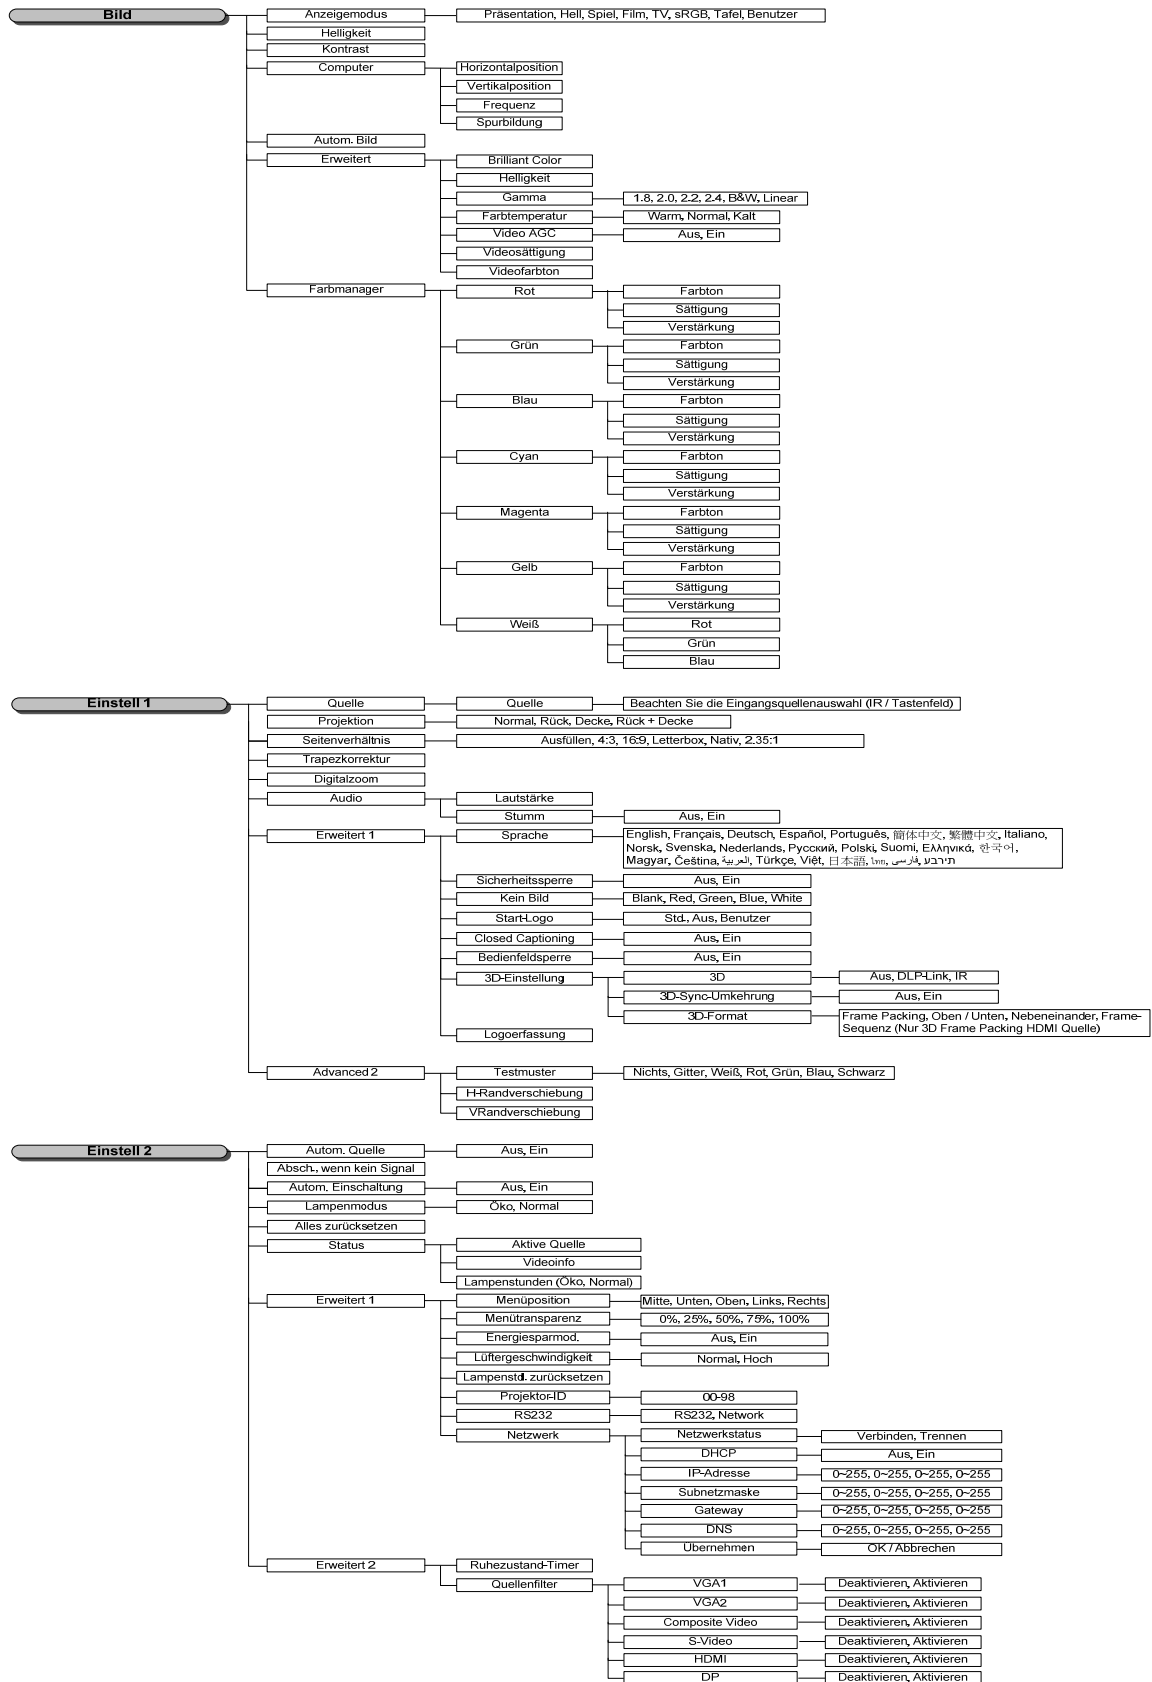 Bild
Anzeigemodus
Präsentation, Hell, Spiel, Film, TV, sRGB, Tafel, Benutzer
Helligkeit
Kontrast
Computer
Horizontalposition
Vertikalposition
Frequenz
Spurbildung
Autom. Bild
Erweitert
Brilliant Color
Helligkeit
Gamma
1.8, 2.0, 2.2, 2.4, B&W, Linear
Farbtemperatur
Warm, Normal, Kalt
Video AGC
Aus, Ein
Videosättigung
Videofarbton
Farbmanager
Rot
Farbton
Sättigung
Verstärkung
Grün
Farbton
Sättigung
Verstärkung
Blau
Farbton
Sättigung
Verstärkung
Cyan
Farbton
Sättigung
Verstärkung
Magenta
Farbton
Sättigung
Verstärkung
Gelb
Farbton
Sättigung
Verstärkung
Weiß
Rot
Grün
Blau
Einstell 1
Quelle
Quelle
Beachten Sie die Eingangsquellenauswahl (IR / Tastenfeld)
Projektion
Normal, Rück, Decke, Rück + Decke
Seitenverhältnis
Ausfüllen, 4:3, 16:9, Letterbox, Nativ, 2.35:1
Trapezkorrektur
Digitalzoom
Audio
Lautstärke
Stumm
Aus, Ein
Erweitert 1
Sprache
English, Français, Deutsch, Español, Português, 簡体中文, 繁體中文, Italiano,
Norsk, Svenska, Nederlands, Русский, Polski, Suomi, Ελληνικά, 한국어,
Magyar, Čeština, العربية, Türkçe, Việt, 日本語, ไทย, فارسی, תירבע
Sicherheitssperre
Aus, Ein
Kein Bild
Blank, Red, Green, Blue, White
Start-Logo
Std., Aus, Benutzer
Closed Captioning
Aus, Ein
Bedienfeldsperre
Aus, Ein
3D-Einstellung
3D
Aus, DLP-Link, IR
3D-Sync-Umkehrung
Aus, Ein
3D-Format
Frame Packing, Oben / Unten, Nebeneinander, Frame-
Sequenz (Nur 3D Frame Packing HDMI Quelle)
Logoerfassung
Advanced 2
Testmuster
Nichts, Gitter, Weiß, Rot, Grün, Blau, Schwarz
H-Randverschiebung
VRandverschiebung
Einstell 2
Autom. Quelle
Aus, Ein
Absch., wenn kein Signal
Autom. Einschaltung
Aus, Ein
Lampenmodus
Öko, Normal
Alles zurücksetzen
Status
Aktive Quelle
Videoinfo
Lampenstunden (Öko, Normal)
Erweitert 1
Menüposition
Mitte, Unten, Oben, Links, Rechts
Menütransparenz
0%, 25%, 50%, 75%, 100%
Energiesparmod.
Aus, Ein
Lüftergeschwindigkeit
Normal, Hoch
Lampenstd. zurücksetzen
Projektor-ID
00-98
RS232
RS232, Network
Netzwerk
Netzwerkstatus
Verbinden, Trennen
DHCP
Aus, Ein
IP-Adresse
0~255, 0~255, 0~255, 0~255
Subnetzmaske
0~255, 0~255, 0~255, 0~255
Gateway
0~255, 0~255, 0~255, 0~255
DNS
0~255, 0~255, 0~255, 0~255
Übernehmen
OK / Abbrechen
Erweitert 2
Ruhezustand-Timer
Quellenfilter
VGA1
Deaktivieren, Aktivieren
VGA2
Deaktivieren, Aktivieren
Composite Video
Deaktivieren, Aktivieren
S-Video
Deaktivieren, Aktivieren
HDMI
Deaktivieren, Aktivieren
DP
Deaktivieren, Aktivieren